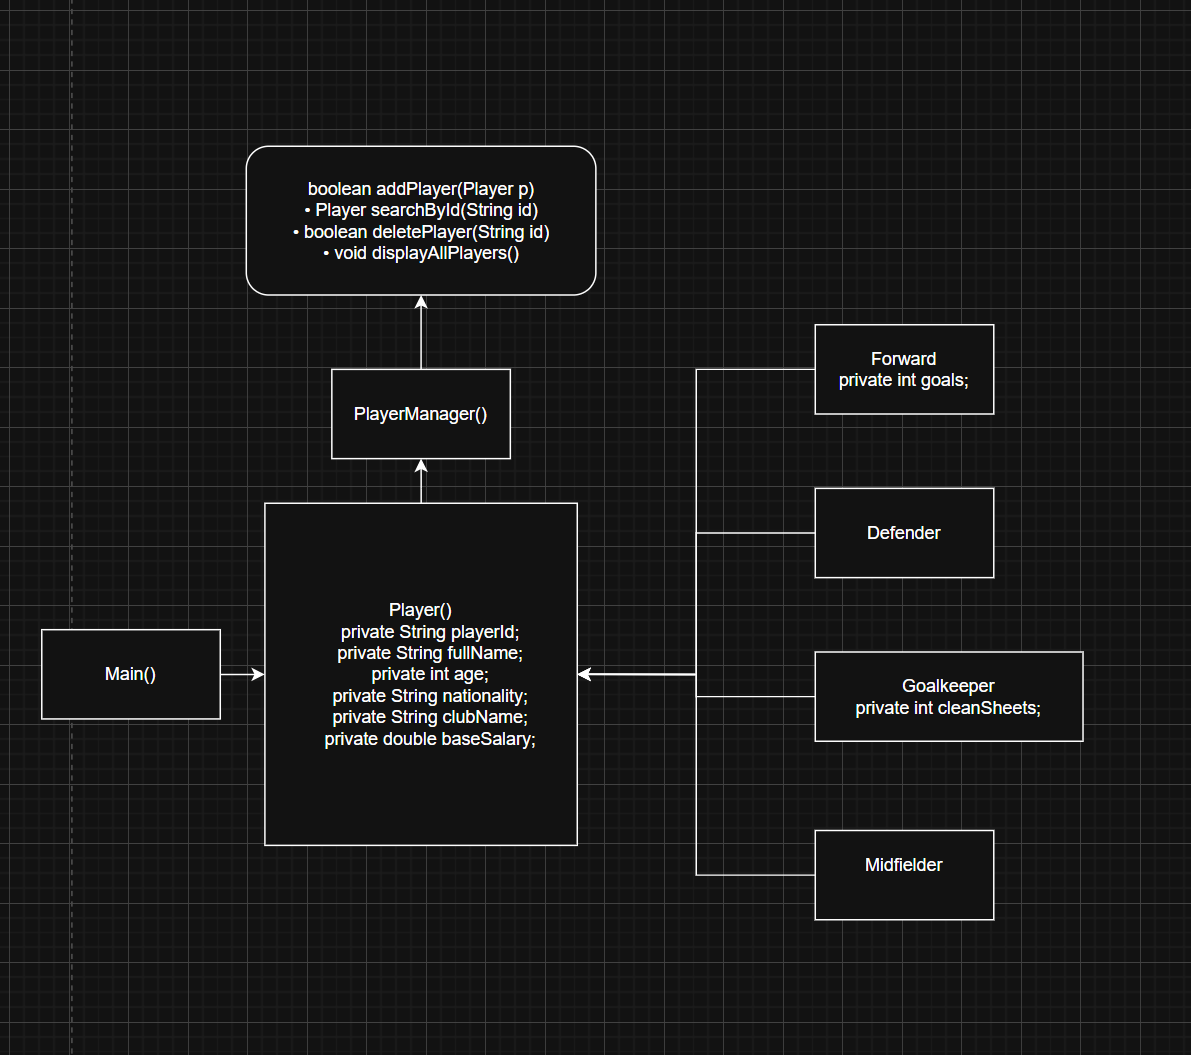 boolean addPlayer(Player p)
• Player searchById(String id)
• boolean deletePlayer(String id)
• void displayAllPlayers()
PlayerManager()
Player()
private String playerId;
private String fullName;
private int age;
private String nationality;
private String clubName;
private double baseSalary;
Main()
Forward
private int goals;
Defender
Goalkeeper
private int cleanSheets;
Midfielder